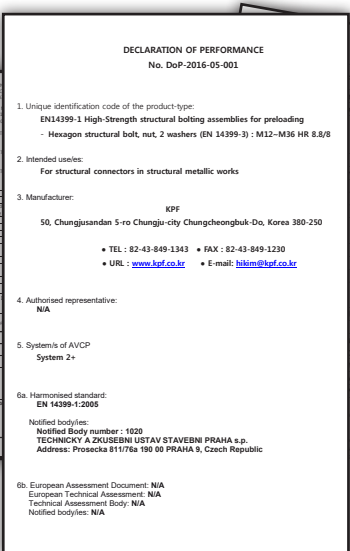 DECLARATION OF PERFORMANCE
No. DoP-2016-05-001
1. Unique identification code of the product-type:
EN14399-1 High-Strength structural bolting assemblies for preloading
- Hexagon structural bolt, nut, 2 washers (EN 14399-3) : M12~M36 HR 8.8/8
2. Intended use/es:
For structural connectors in structural metallic works
3. Manufacturer:
KPF
50, Chungjusandan 5-ro Chungju-city Chungcheongbuk-Do, Korea 380-250
● TEL : 82-43-849-1343 ● FAX : 82-43-849-1230
● URL : www.kpf.co.kr ● E-mail: hikim@kpf.co.kr
4. Authorised representative:
N/A
5. System/s of AVCP
System 2+
6a. Harmonised standard:
EN 14399-1:2005
Notified body/ies:
Notified Body number : 1020
TECHNICKY A ZKUSEBNI USTAV STAVEBNI PRAHA s.p.
Address: Prosecka 811/76a 190 00 PRAHA 9, Czech Republic
6b. European Assessment Document: N/A
European Technical Assessment: N/A
Technical Assessment Body: N/A
Notified body/ies: N/A